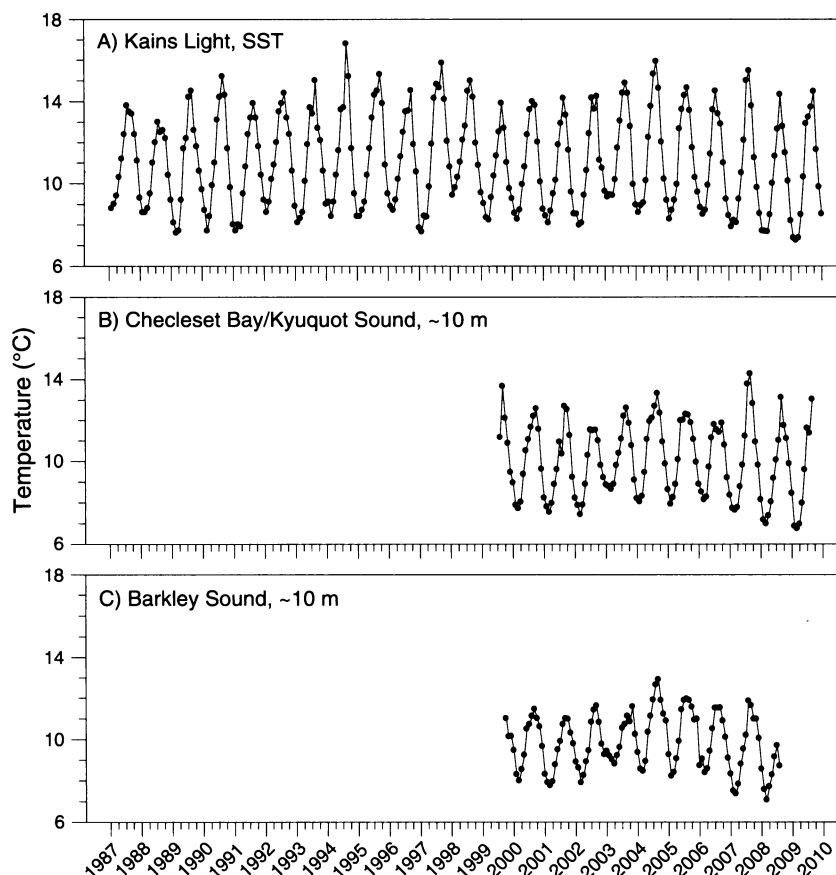 18
A) Kains Light, SST
14
10
6
18
B) Checleset Bay/Kyuquot Sound, ~10 m
14
10
6
Temperature (°C)
18
C) Barkley Sound, ~10 m
14
10
6
1987 1988 1989 1990 1991 1992 1993 1994 1995 1996 1997 1998 1999 2000 2001 2002 2003 2004 2005 2006 2007 2008 2009 2010